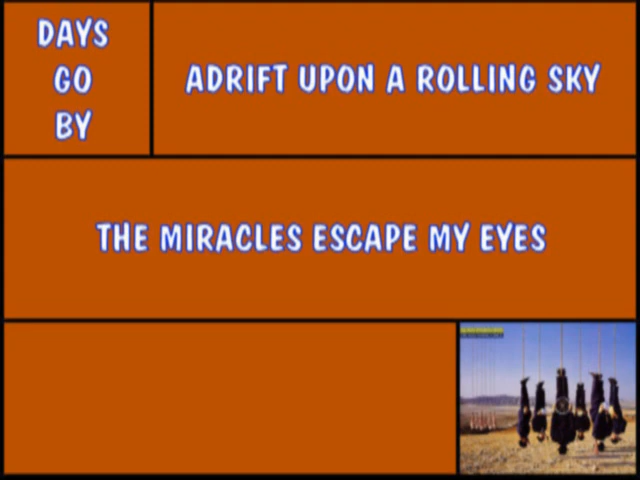 DAYS
GO
BY
ADRIFT UPON A ROLLING SKY
THE MIRACLES ESCAPE MY EYES